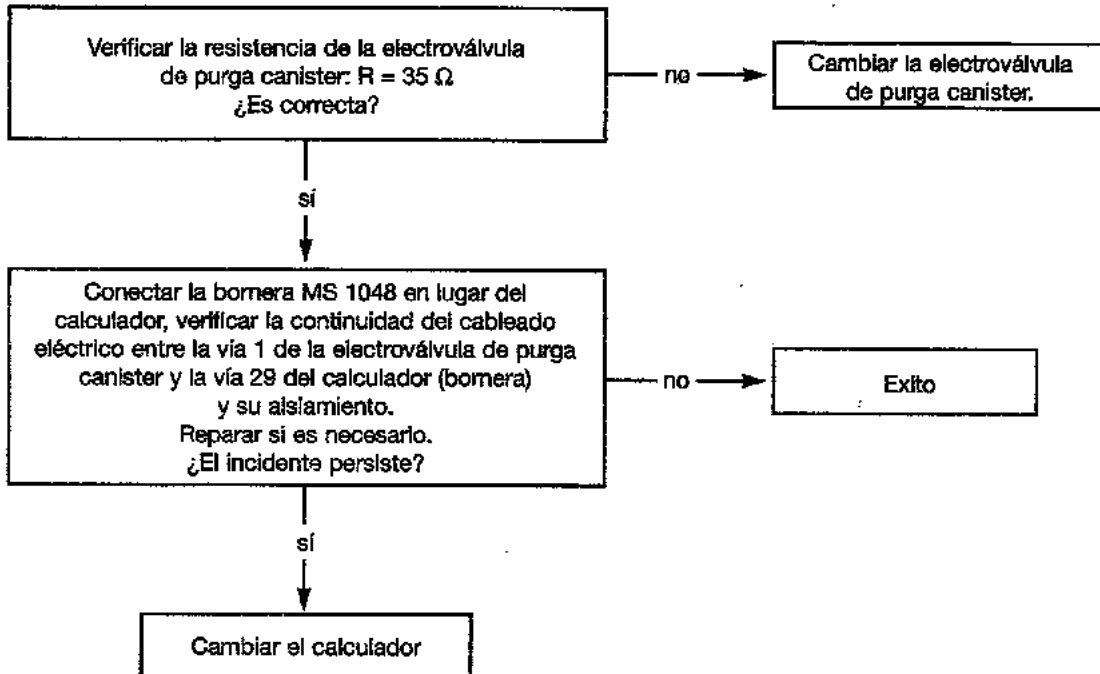 Verificar la resistencia de la electroválvula
de purga canister: R = 35 Ω
¿Es correcta?
no
Cambiar la electroválvula
de purga canister.
sí
Conectar la bornera MS 1048 en lugar del
calculador, verificar la continuidad del cableado
eléctrico entre la vía 1 de la electroválvula de purga
canister y la vía 29 del calculador (bornera)
y su aislamiento.
Reparar si es necesario.
¿El incidente persiste?
no
Exito
sí
Cambiar el calculador